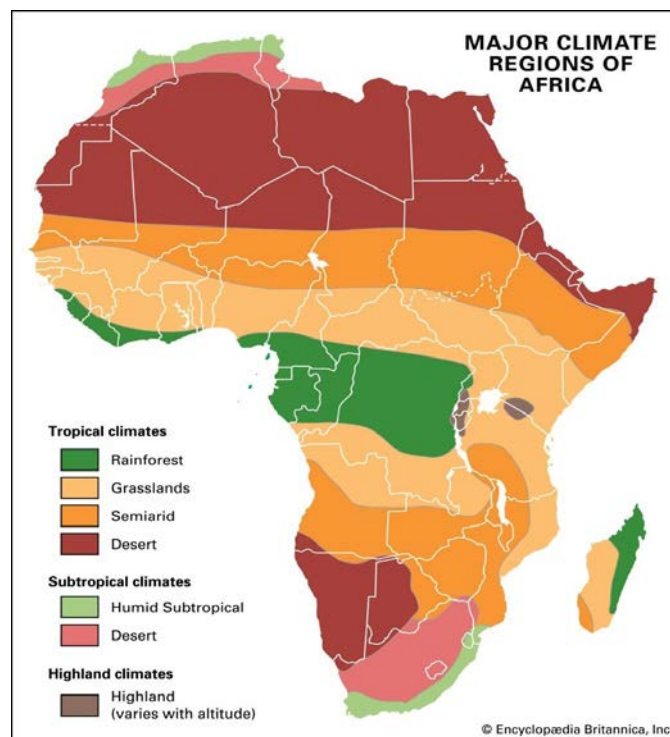 MAJOR CLIMATE
REGIONS OF
AFRICA
Tropical climates
Rainforest
Grasslands
Semiarid
Desert
Subtropical climates
Humid Subtropical
Desert
Highland climates
Highland
(varies with altitude)
© Encyclopædia Britannica, Inc